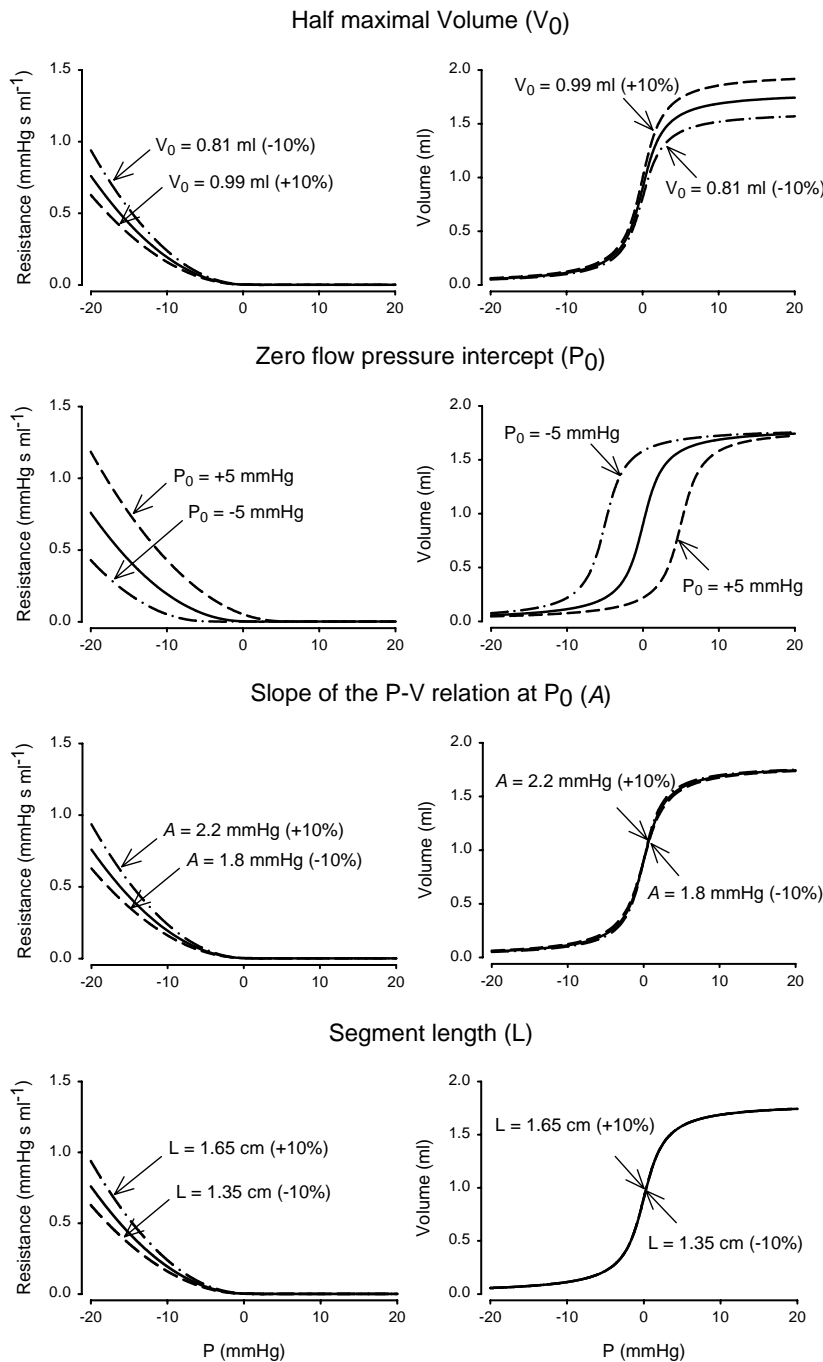 Half maximal Volume (V0)
Resistance (mmHg s ml-1)
1.5
1.0
0.5
0.0
V0 = 0.81 ml (-10%)
V0 = 0.99 ml (+10%)
-20 -10 0 10 20
Volume (ml)
2.0
1.5
1.0
0.5
0.0
V0 = 0.99 ml (+10%)
V0 = 0.81 ml (-10%)
-20 -10 0 10 20
Zero flow pressure intercept (P0)
Resistance (mmHg s ml-1)
1.5
1.0
0.5
0.0
P0 = +5 mmHg
P0 = -5 mmHg
-20 -10 0 10 20
Volume (ml)
2.0
1.5
1.0
0.5
0.0
P0 = -5 mmHg
P0 = +5 mmHg
-20 -10 0 10 20
Slope of the P-V relation at P0 (A)
Resistance (mmHg s ml-1)
1.5
1.0
0.5
0.0
A = 2.2 mmHg (+10%)
A = 1.8 mmHg (-10%)
-20 -10 0 10 20
Volume (ml)
2.0
1.5
1.0
0.5
0.0
A = 2.2 mmHg (+10%)
A = 1.8 mmHg (-10%)
-20 -10 0 10 20
Segment length (L)
Resistance (mmHg s ml-1)
1.5
1.0
0.5
0.0
L = 1.65 cm (+10%)
L = 1.35 cm (-10%)
-20 -10 0 10 20
P (mmHg)
Volume (ml)
2.0
1.5
1.0
0.5
0.0
L = 1.65 cm (+10%)
L = 1.35 cm (-10%)
-20 -10 0 10 20
P (mmHg)